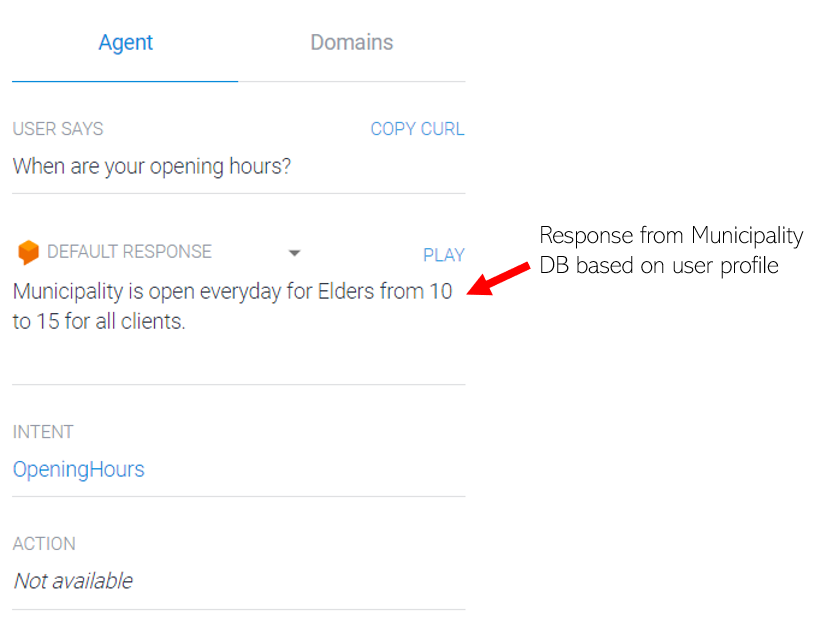 Agent Domains
USER SAYS COPY CURL
When are your opening hours?
DEFAULT RESPONSE PLAY
Municipality is open everyday for Elders from 10
to 15 for all clients.
Response from Municipality
DB based on user profile
INTENT
OpeningHours
ACTION
Not available